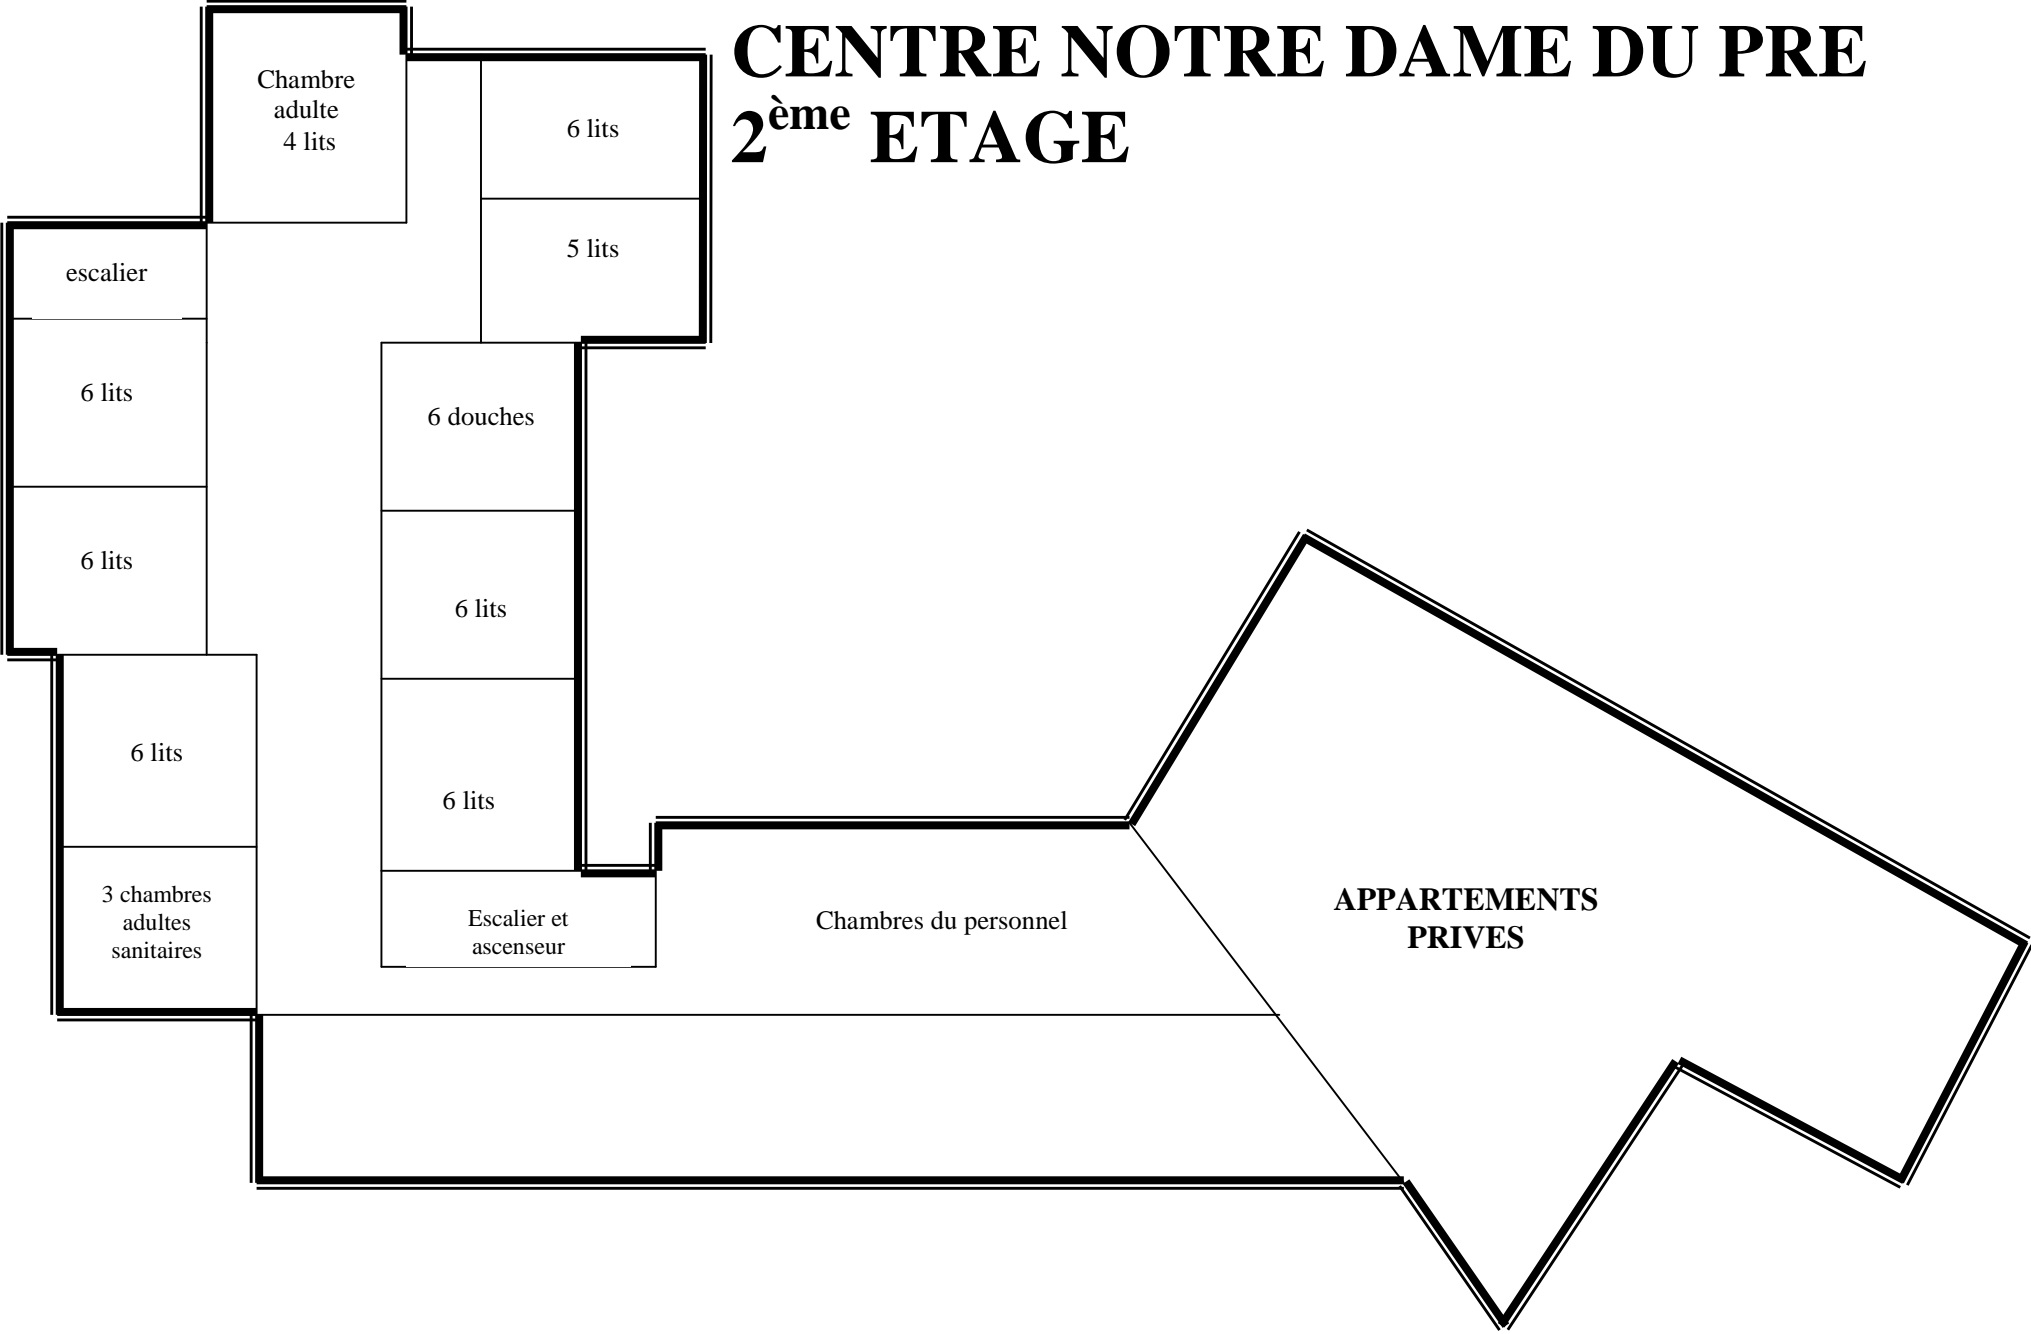 CENTRE NOTRE DAME DU PRE
2ème ETAGE
Chambre
adulte
4 lits
6 lits
5 lits
escalier
6 lits
6 douches
6 lits
6 lits
6 lits
6 lits
3 chambres
adultes
sanitaires
Escalier et
ascenseur
Chambres du personnel
APPARTEMENTS
PRIVES